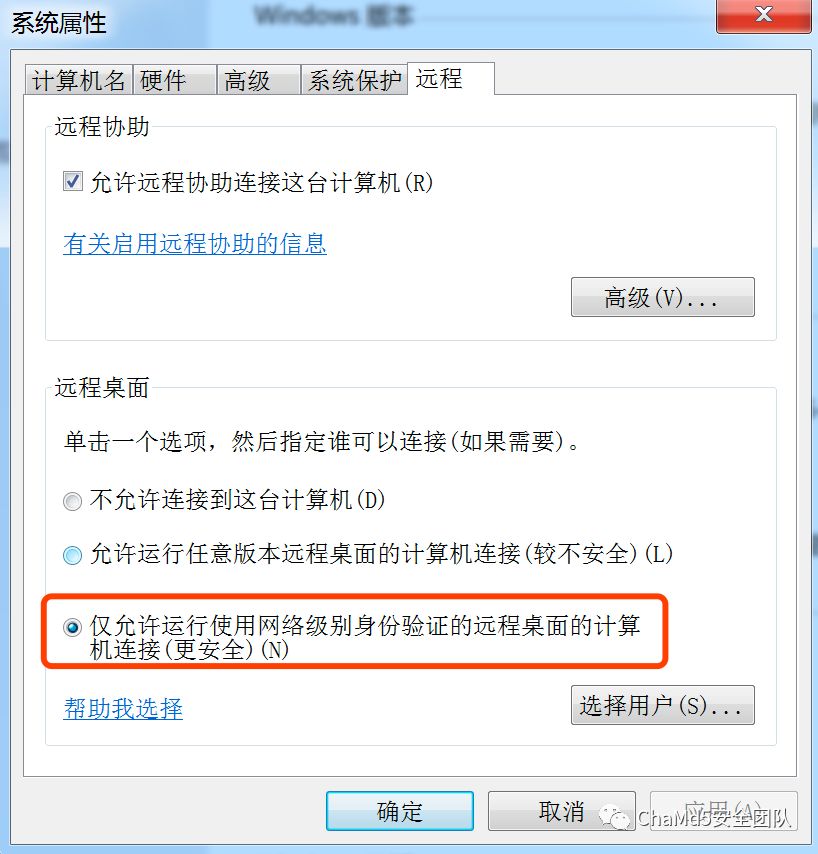 Windows 版本
系统属性
计算机名 硬件 高级 系统保护 远程
远程协助
允许远程协助连接这台计算机(R)
有关启用远程协助的信息
高级(V)...
远程桌面
单击一个选项，然后指定谁可以连接(如果需要)。
不允许连接到这台计算机(D)
允许运行任意版本远程桌面的计算机连接(较不安全)(L)
仅允许运行使用网络级别身份验证的远程桌面的计算
机连接(更安全)(N)
帮助我选择
选择用户(S)...
确定 取消 应用(A)
ChaMd5安全团队